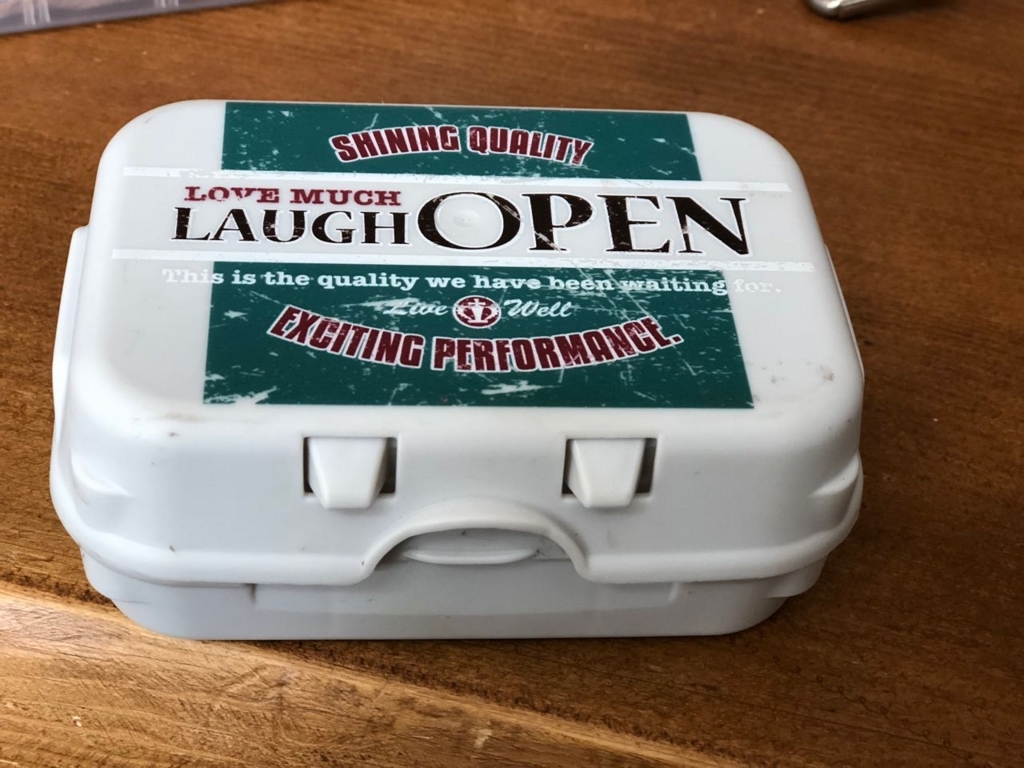 SHINING QUALITY
LOVE MUCH
LAUGH OPEN
This is the quality we have been waiting for.
Live Well
EXCITING PERFORMANCE.